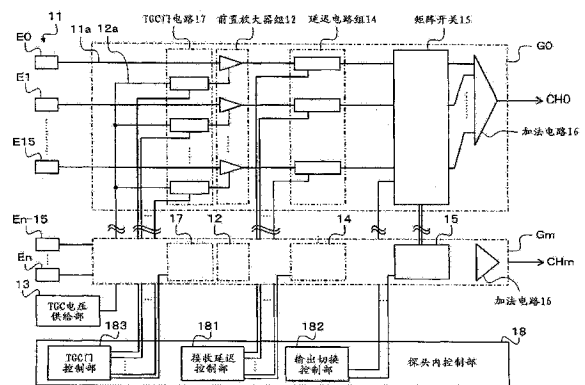 11
TGC门电路17
前置放大器组12
延迟电路组14
矩阵开关15
E0
11a
12a
G0
E1
CH0
E15
加法电路16
En-15
17
12
14
15
Gm
En
CHm
13
加法电路16
TGC电压
供给部
183
181
182
18
TGC门
控制部
接收延迟
控制部
输出切换
控制部
探头内控制部